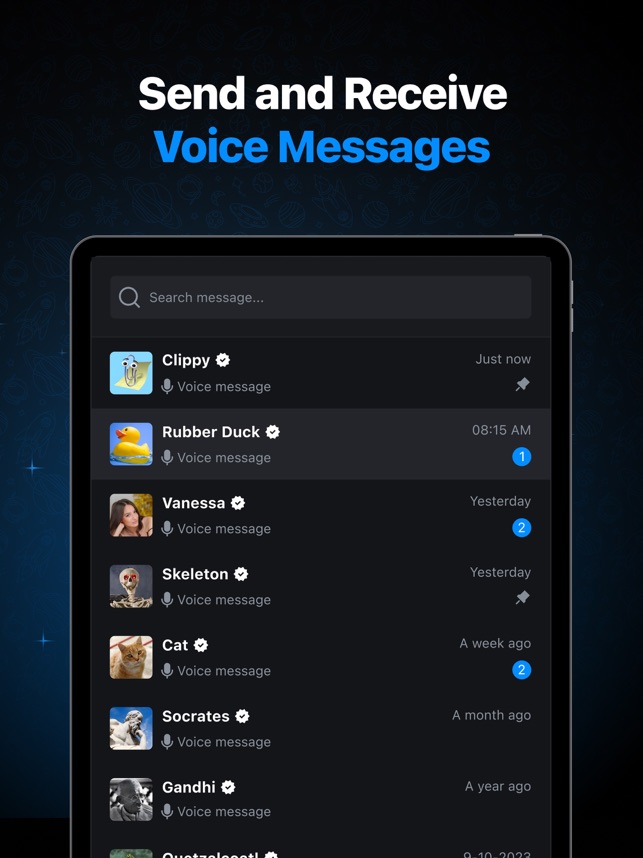 Send and Receive
Voice Messages
Search message...
Clippy
Just now
Voice message
Rubber Duck
08:15 AM
Voice message
1
Vanessa
Yesterday
Voice message
2
Skeleton
Yesterday
Voice message
Cat
A week ago
Voice message
2
Socrates
A month ago
Voice message
Gandhi
A year ago
Voice message
Quetzalcoatl
9-10-2023